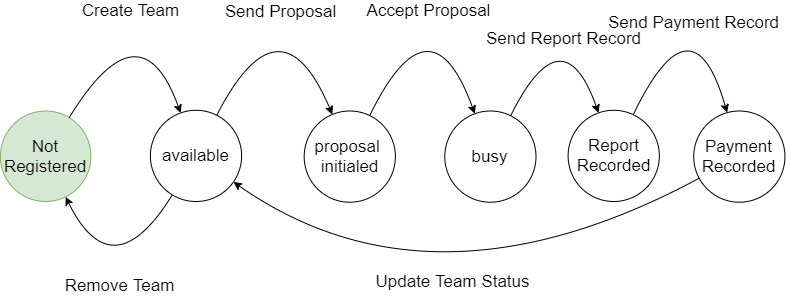 Create Team
Send Proposal
Accept Proposal
Send Report Record
Send Payment Record
Not
Registered
available
proposal
initialed
busy
Report
Recorded
Payment
Recorded
Remove Team
Update Team Status